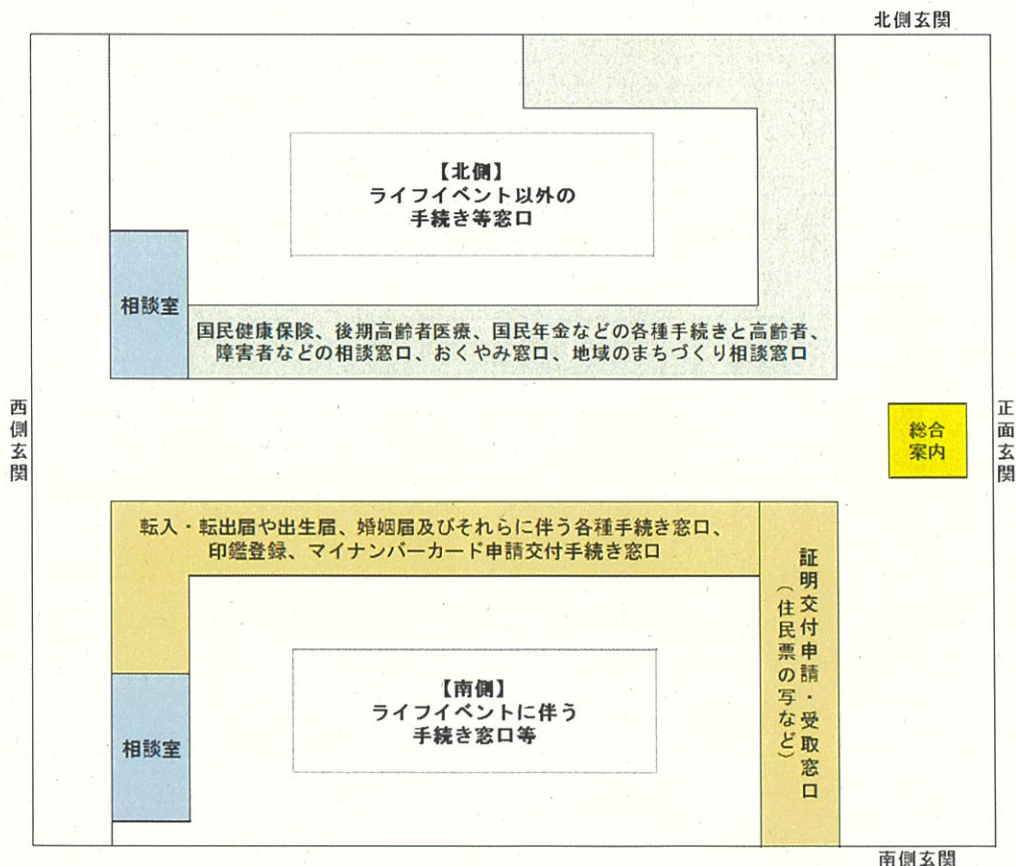 北側玄関
【北側】
ライフイベント以外の
手続き等窓口
相談室
国民健康保険、後期高齢者医療、国民年金などの各種手続きと高齢者、
障害者などの相談窓口、おくやみ窓口、地域のまちづくり相談窓口
西側玄関
総合
案内
正面玄関
転入・転出届や出生届、婚姻届及びそれらに伴う各種手続き窓口、
印鑑登録、マイナンバーカード申請交付手続き窓口
証明交付申請・受取窓口
（住民票の写など）
【南側】
ライフイベントに伴う
手続き窓口等
相談室
南側玄関